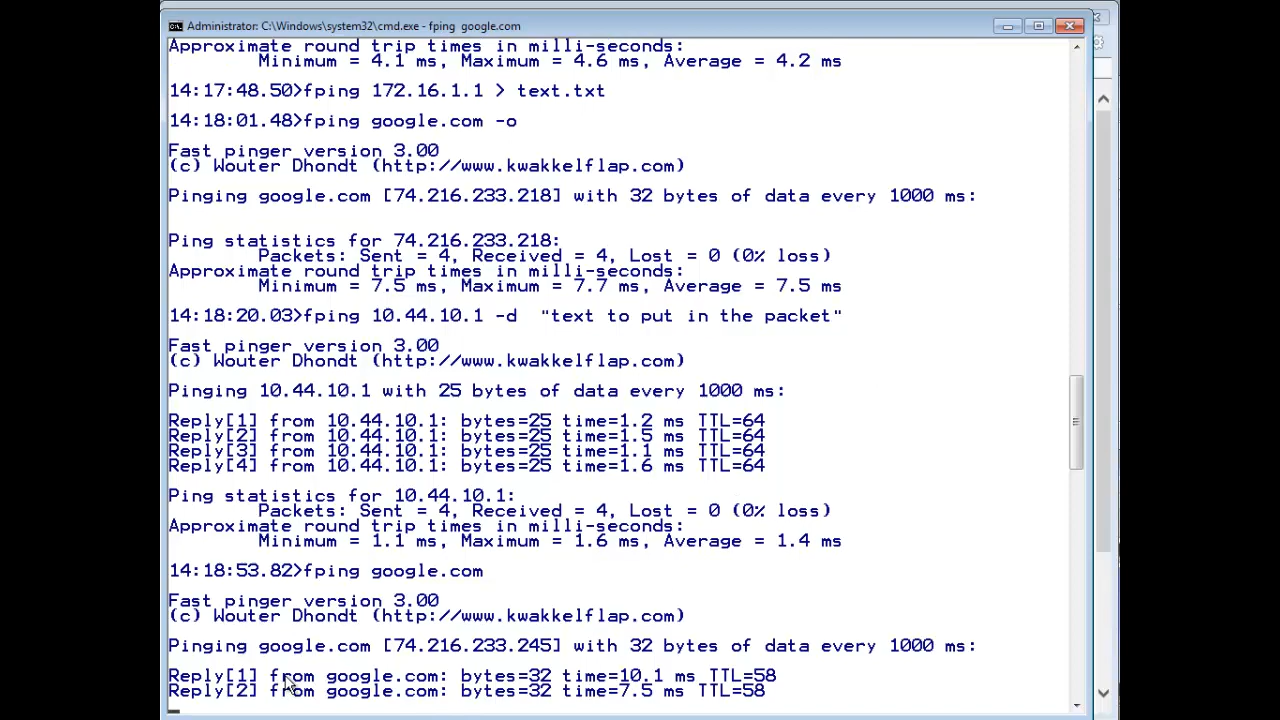 Administrator: C:\Windows\system32\cmd.exe - fping google.com
Approximate round trip times in milli-seconds:
Minimum = 4.1 ms, Maximum = 4.6 ms, Average = 4.2 ms
14:17:48.50>fping 172.16.1.1 > text.txt
14:18:01.48>fping google.com -o
Fast pinger version 3.00
(c) Wouter Dhondt (http://www.kwakkelflap.com)
Pinging google.com [74.216.233.218] with 32 bytes of data every 1000 ms:
Ping statistics for 74.216.233.218:
Packets: Sent = 4, Received = 4, Lost = 0 (0% loss)
Approximate round trip times in milli-seconds:
Minimum = 7.5 ms, Maximum = 7.7 ms, Average = 7.5 ms
14:18:20.03>fping 10.44.10.1 -d  "text to put in the packet"
Fast pinger version 3.00
(c) Wouter Dhondt (http://www.kwakkelflap.com)
Pinging 10.44.10.1 with 25 bytes of data every 1000 ms:
Reply[1] from 10.44.10.1: bytes=25 time=1.2 ms TTL=64
Reply[2] from 10.44.10.1: bytes=25 time=1.5 ms TTL=64
Reply[3] from 10.44.10.1: bytes=25 time=1.1 ms TTL=64
Reply[4] from 10.44.10.1: bytes=25 time=1.6 ms TTL=64
Ping statistics for 10.44.10.1:
Packets: Sent = 4, Received = 4, Lost = 0 (0% loss)
Approximate round trip times in milli-seconds:
Minimum = 1.1 ms, Maximum = 1.6 ms, Average = 1.4 ms
14:18:53.82>fping google.com
Fast pinger version 3.00
(c) Wouter Dhondt (http://www.kwakkelflap.com)
Pinging google.com [74.216.233.245] with 32 bytes of data every 1000 ms:
Reply[1] from google.com: bytes=32 time=10.1 ms TTL=58
Reply[2] from google.com: bytes=32 time=7.5 ms TTL=58